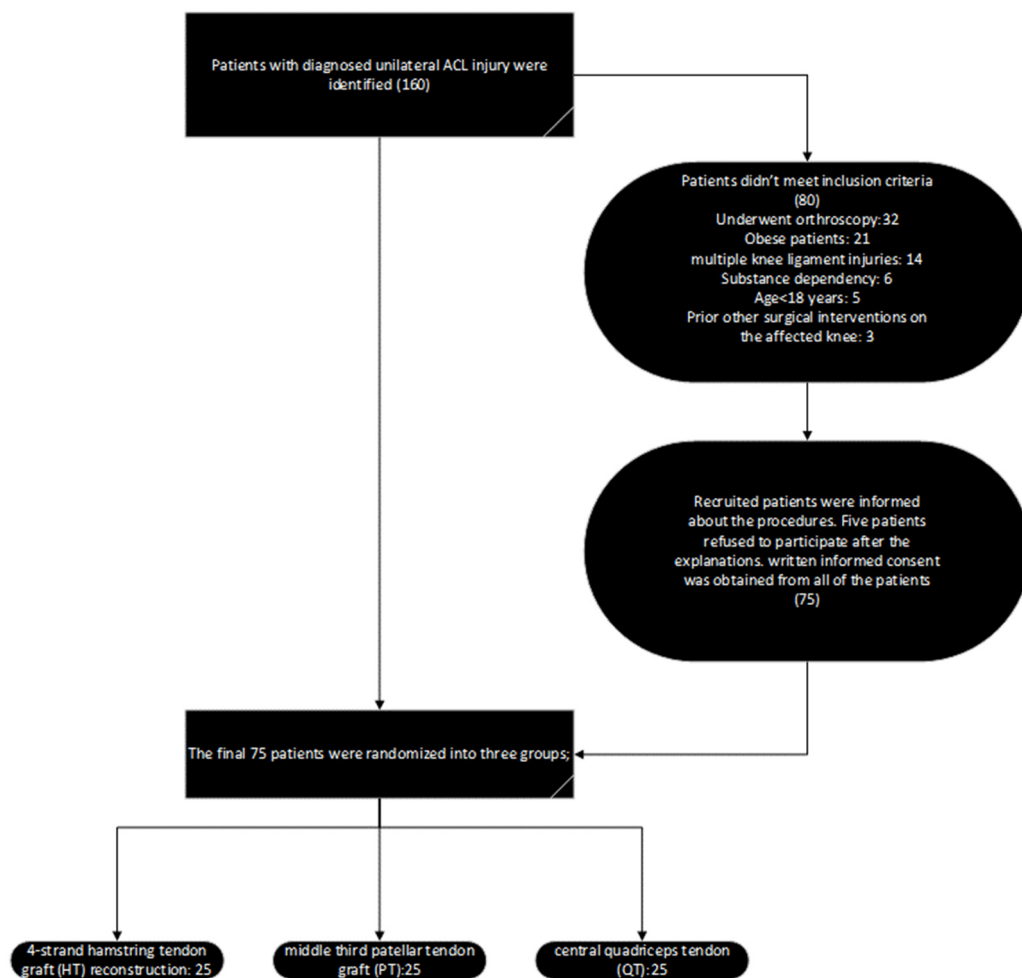 Patients with diagnosed unilateral ACL injury were
identified (160)
Patients didn't meet inclusion criteria
(80)
Underwent orthroscopy:32
Obese patients: 21
multiple knee ligament injuries: 14
Substance dependency: 6
Age<18 years: 5
Prior other surgical interventions on
the affected knee: 3
Recruited patients were informed
about the procedures. Five patients
refused to participate after the
explanations. written informed consent
was obtained from all of the patients
(75)
The final 75 patients were randomized into three groups;
4-strand hamstring tendon
graft (HT) reconstruction: 25
middle third patellar tendon
graft (PT):25
central quadriceps tendon
(QT):25